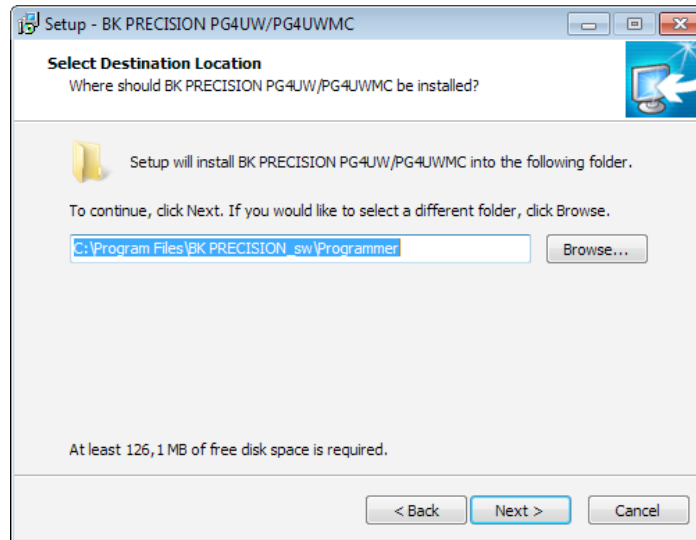 Setup - BK PRECISION PG4UW/PG4UWMC
Select Destination Location
Where should BK PRECISION PG4UW/PG4UWMC be installed?
Setup will install BK PRECISION PG4UW/PG4UWMC into the following folder.
To continue, click Next. If you would like to select a different folder, click Browse.
C:\Program Files\BK PRECISION_sw\Programmer
Browse...
At least 126,1 MB of free disk space is required.
< Back
Next >
Cancel